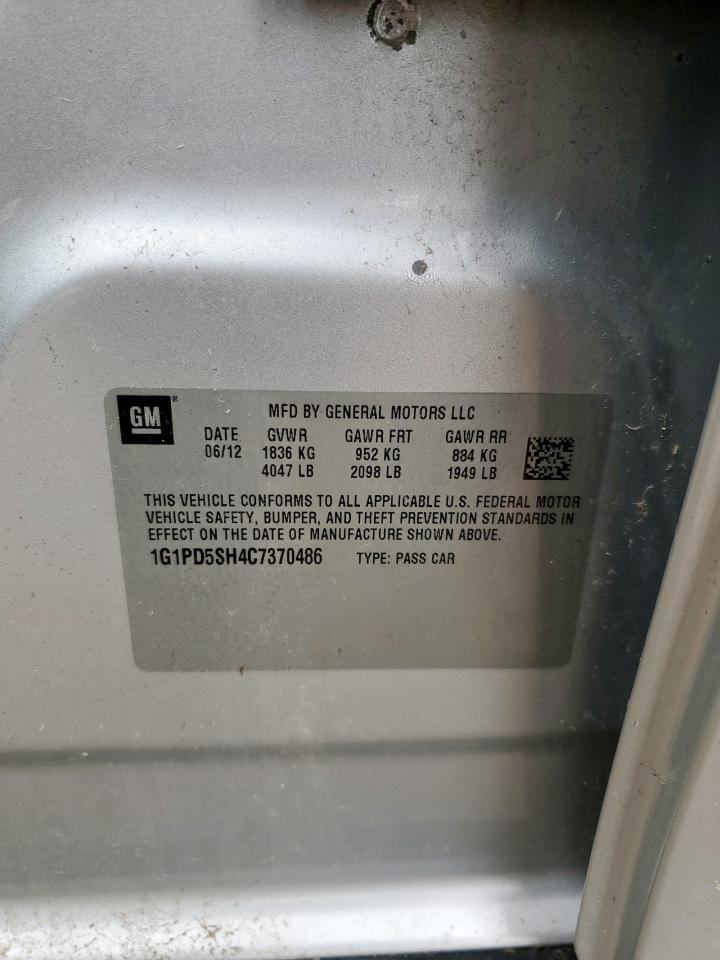 GM ®
MFD BY GENERAL MOTORS LLC
DATE GVWR GAWR FRT GAWR RR
06/12 1836 KG 952 KG 884 KG
4047 LB 2098 LB 1949 LB
THIS VEHICLE CONFORMS TO ALL APPLICABLE U.S. FEDERAL MOTOR
VEHICLE SAFETY, BUMPER, AND THEFT PREVENTION STANDARDS IN
EFFECT ON THE DATE OF MANUFACTURE SHOWN ABOVE.
1G1PD5SH4C7370486 TYPE: PASS CAR